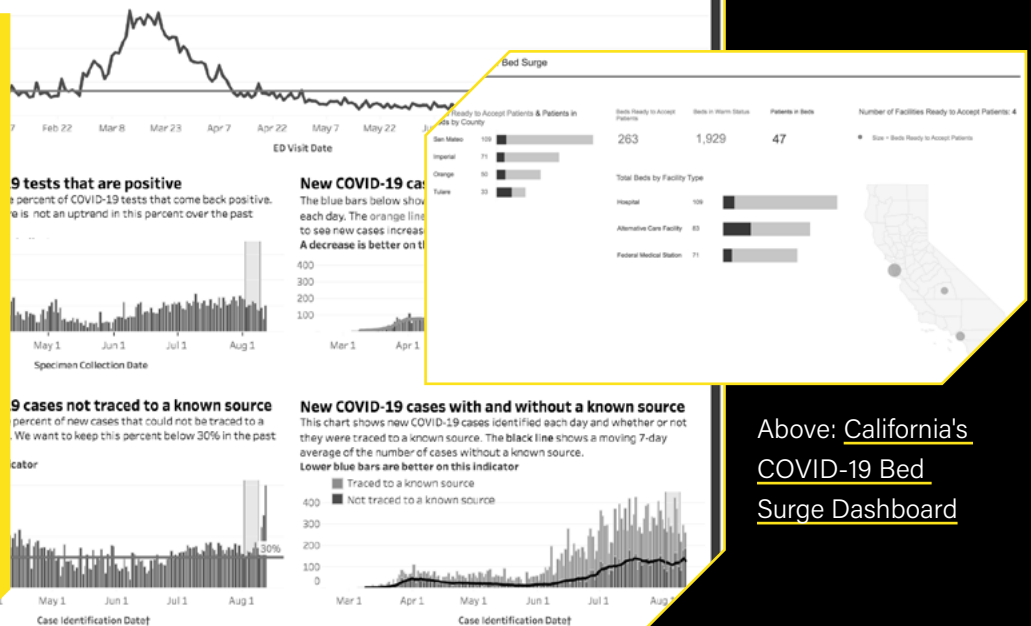 Feb 22 Mar 8 Mar 23 Apr 7 Apr 22 May 7 May 22
ED Visit Date
9 tests that are positive
percent of COVID-19 tests that come back positive.
e is not an uptrend in this percent over the past
May 1 Jun 1 Jul 1 Aug 1
Specimen Collection Date
New COVID-19 cas
The blue bars below show
each day. The orange line
to see new cases increas
A decrease is better on t
400
300
200
100
Mar 1 Apr 1
Bed Surge
Ready to Accept Patients & Patients in
ds by County
San Mateo 109
Imperial 71
Orange 50
Tulare 33
Beds Ready to Accept
Patients
263
Beds in Warm Status
1,929
Patients in Beds
47
Total Beds by Facility Type
Hospital 109
Alternative Care Facility 83
Federal Medical Station 71
Number of Facilities Ready to Accept Patients: 4
Size = Beds Ready to Accept Patients
9 cases not traced to a known source
percent of new cases that could not be traced to a
. We want to keep this percent below 30% in the past
icator
30%
May 1 Jun 1 Jul 1 Aug 1
Case Identification Date†
New COVID-19 cases with and without a known source
This chart shows new COVID-19 cases identified each day and whether or not
they were traced to a known source. The black line shows a moving 7-day
average of the number of cases without a known source.
Lower blue bars are better on this indicator
Traced to a known source
Not traced to a known source
400
300
200
100
0
Mar 1 Apr 1 May 1 Jun 1 Jul 1 Aug
Case Identification Date†
Above: California's
COVID-19 Bed
Surge Dashboard